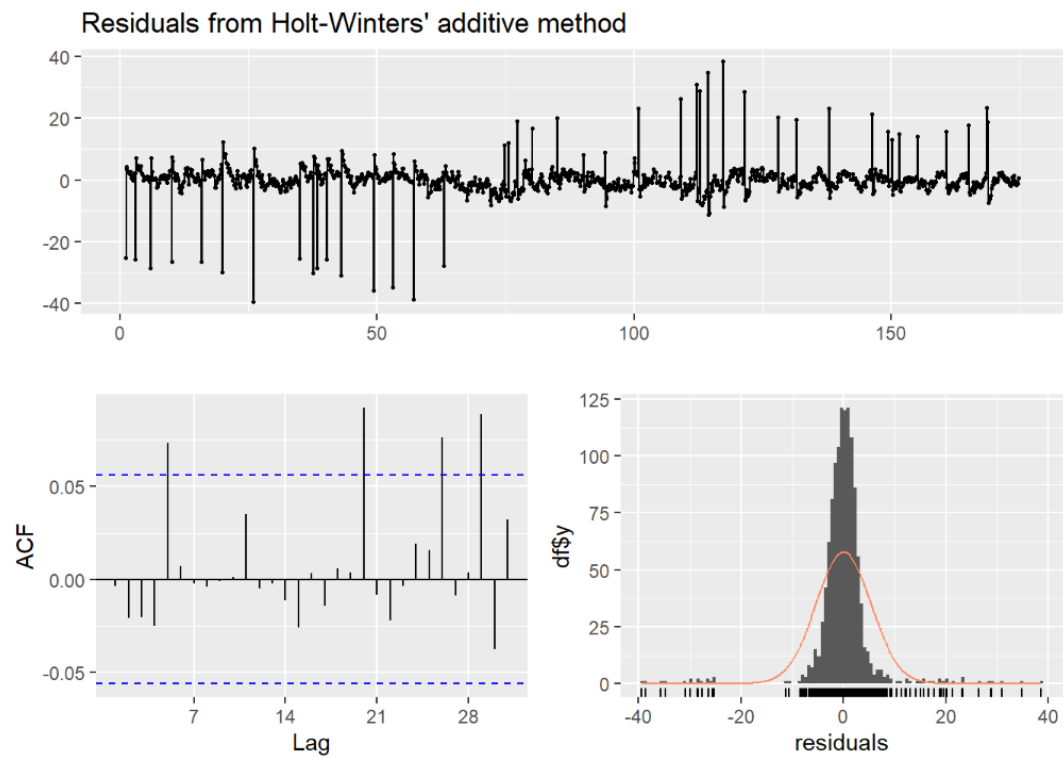 Residuals from Holt-Winters' additive method
40
20
0
-20
-40
0 50 100 150
0.05
0.00
-0.05
ACF
7 14 21 28
Lag
125
100
75
50
25
0
df$y
-40 -20 0 20 40
residuals